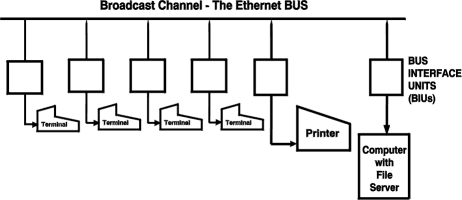 Broadcast Channel - The Ethernet BUS
BUS
INTERFACE
UNITS
(BIUs)
Terminal
Terminal
Terminal
Terminal
Printer
Computer
with
File
Server